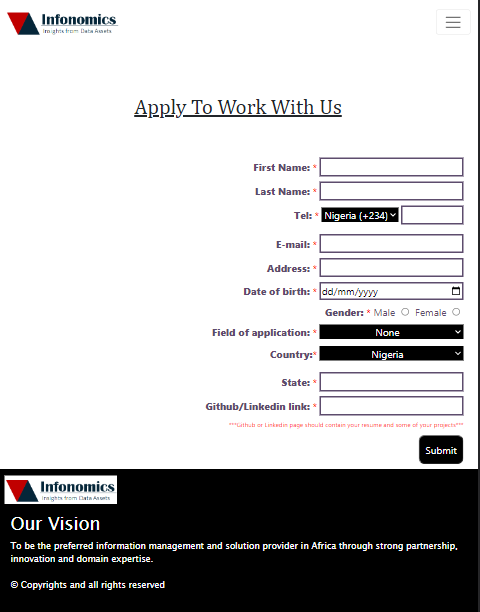 Infonomics
Insights from Data Assets
Apply To Work With Us
First Name: *
Last Name: *
Tel: * Nigeria (+234)
E-mail: *
Address: *
Date of birth: * dd/mm/yyyy
Gender: * Male Female
Field of application: * None
Country:* Nigeria
State: *
Github/Linkedin link: *
***Github or Linkedin page should contain your resume and some of your projects***
Submit
Infonomics
Insights from Data Assets
Our Vision
To be the preferred information management and solution provider in Africa through strong partnership,
innovation and domain expertise.
© Copyrights and all rights reserved